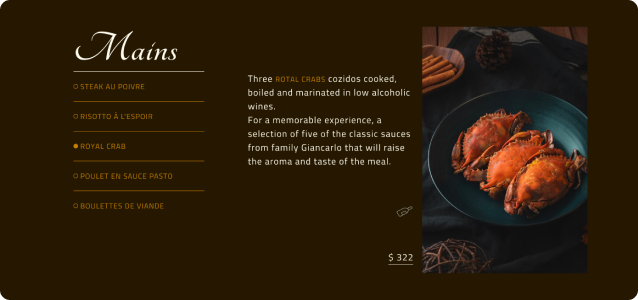 Mains
STEAK AU POIVRE
RISOTTO À L'ESPOIR
ROYAL CRAB
POULET EN SAUCE PASTO
BOULETTES DE VIANDE
Three ROTAL CRABS cozidos cooked,
boiled and marinated in low alcoholic
wines.
For a memorable experience, a
selection of five of the classic sauces
from family Giancarlo that will raise
the aroma and taste of the meal.
$ 322